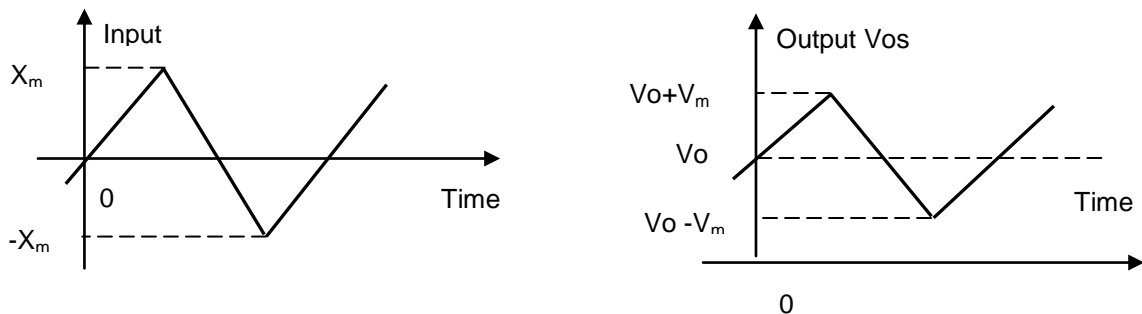 Input
Xₘ
0
Time
-Xₘ
Output Vos
Vo+Vₘ
Vo
Time
Vo -Vₘ
0